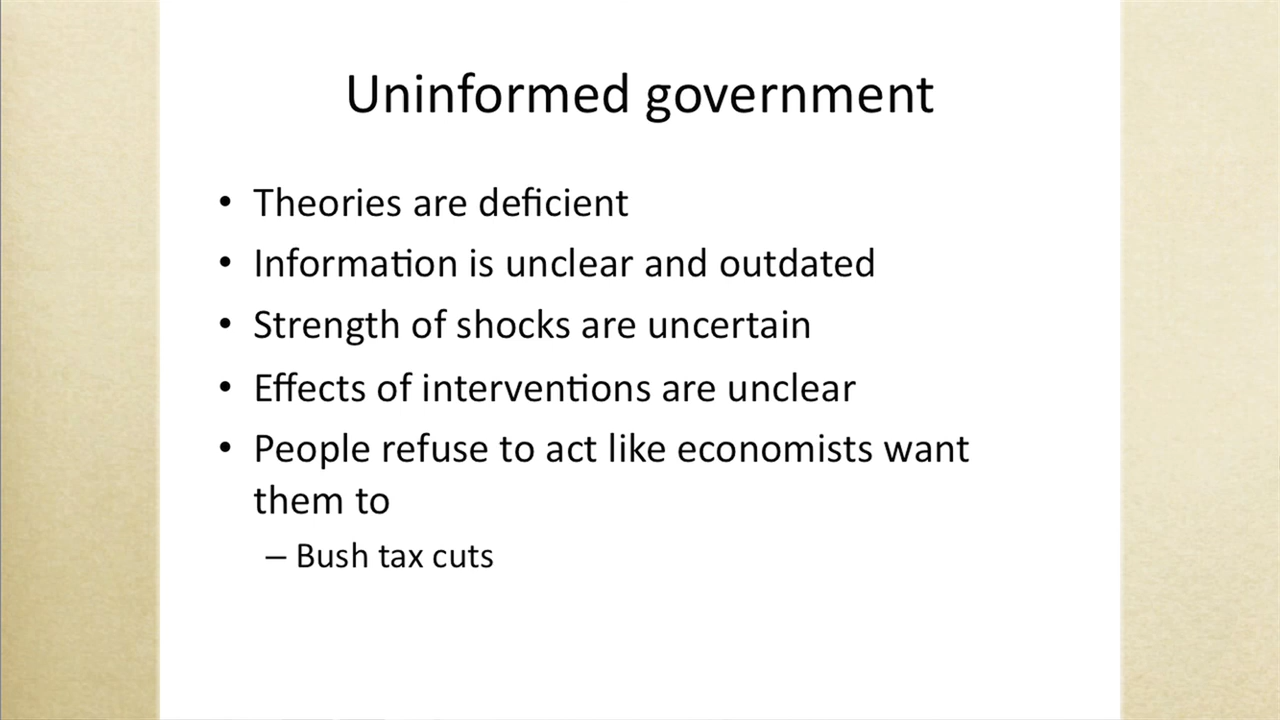 Uninformed government
• Theories are deficient
• Information is unclear and outdated
• Strength of shocks are uncertain
• Effects of interventions are unclear
• People refuse to act like economists want
them to
– Bush tax cuts